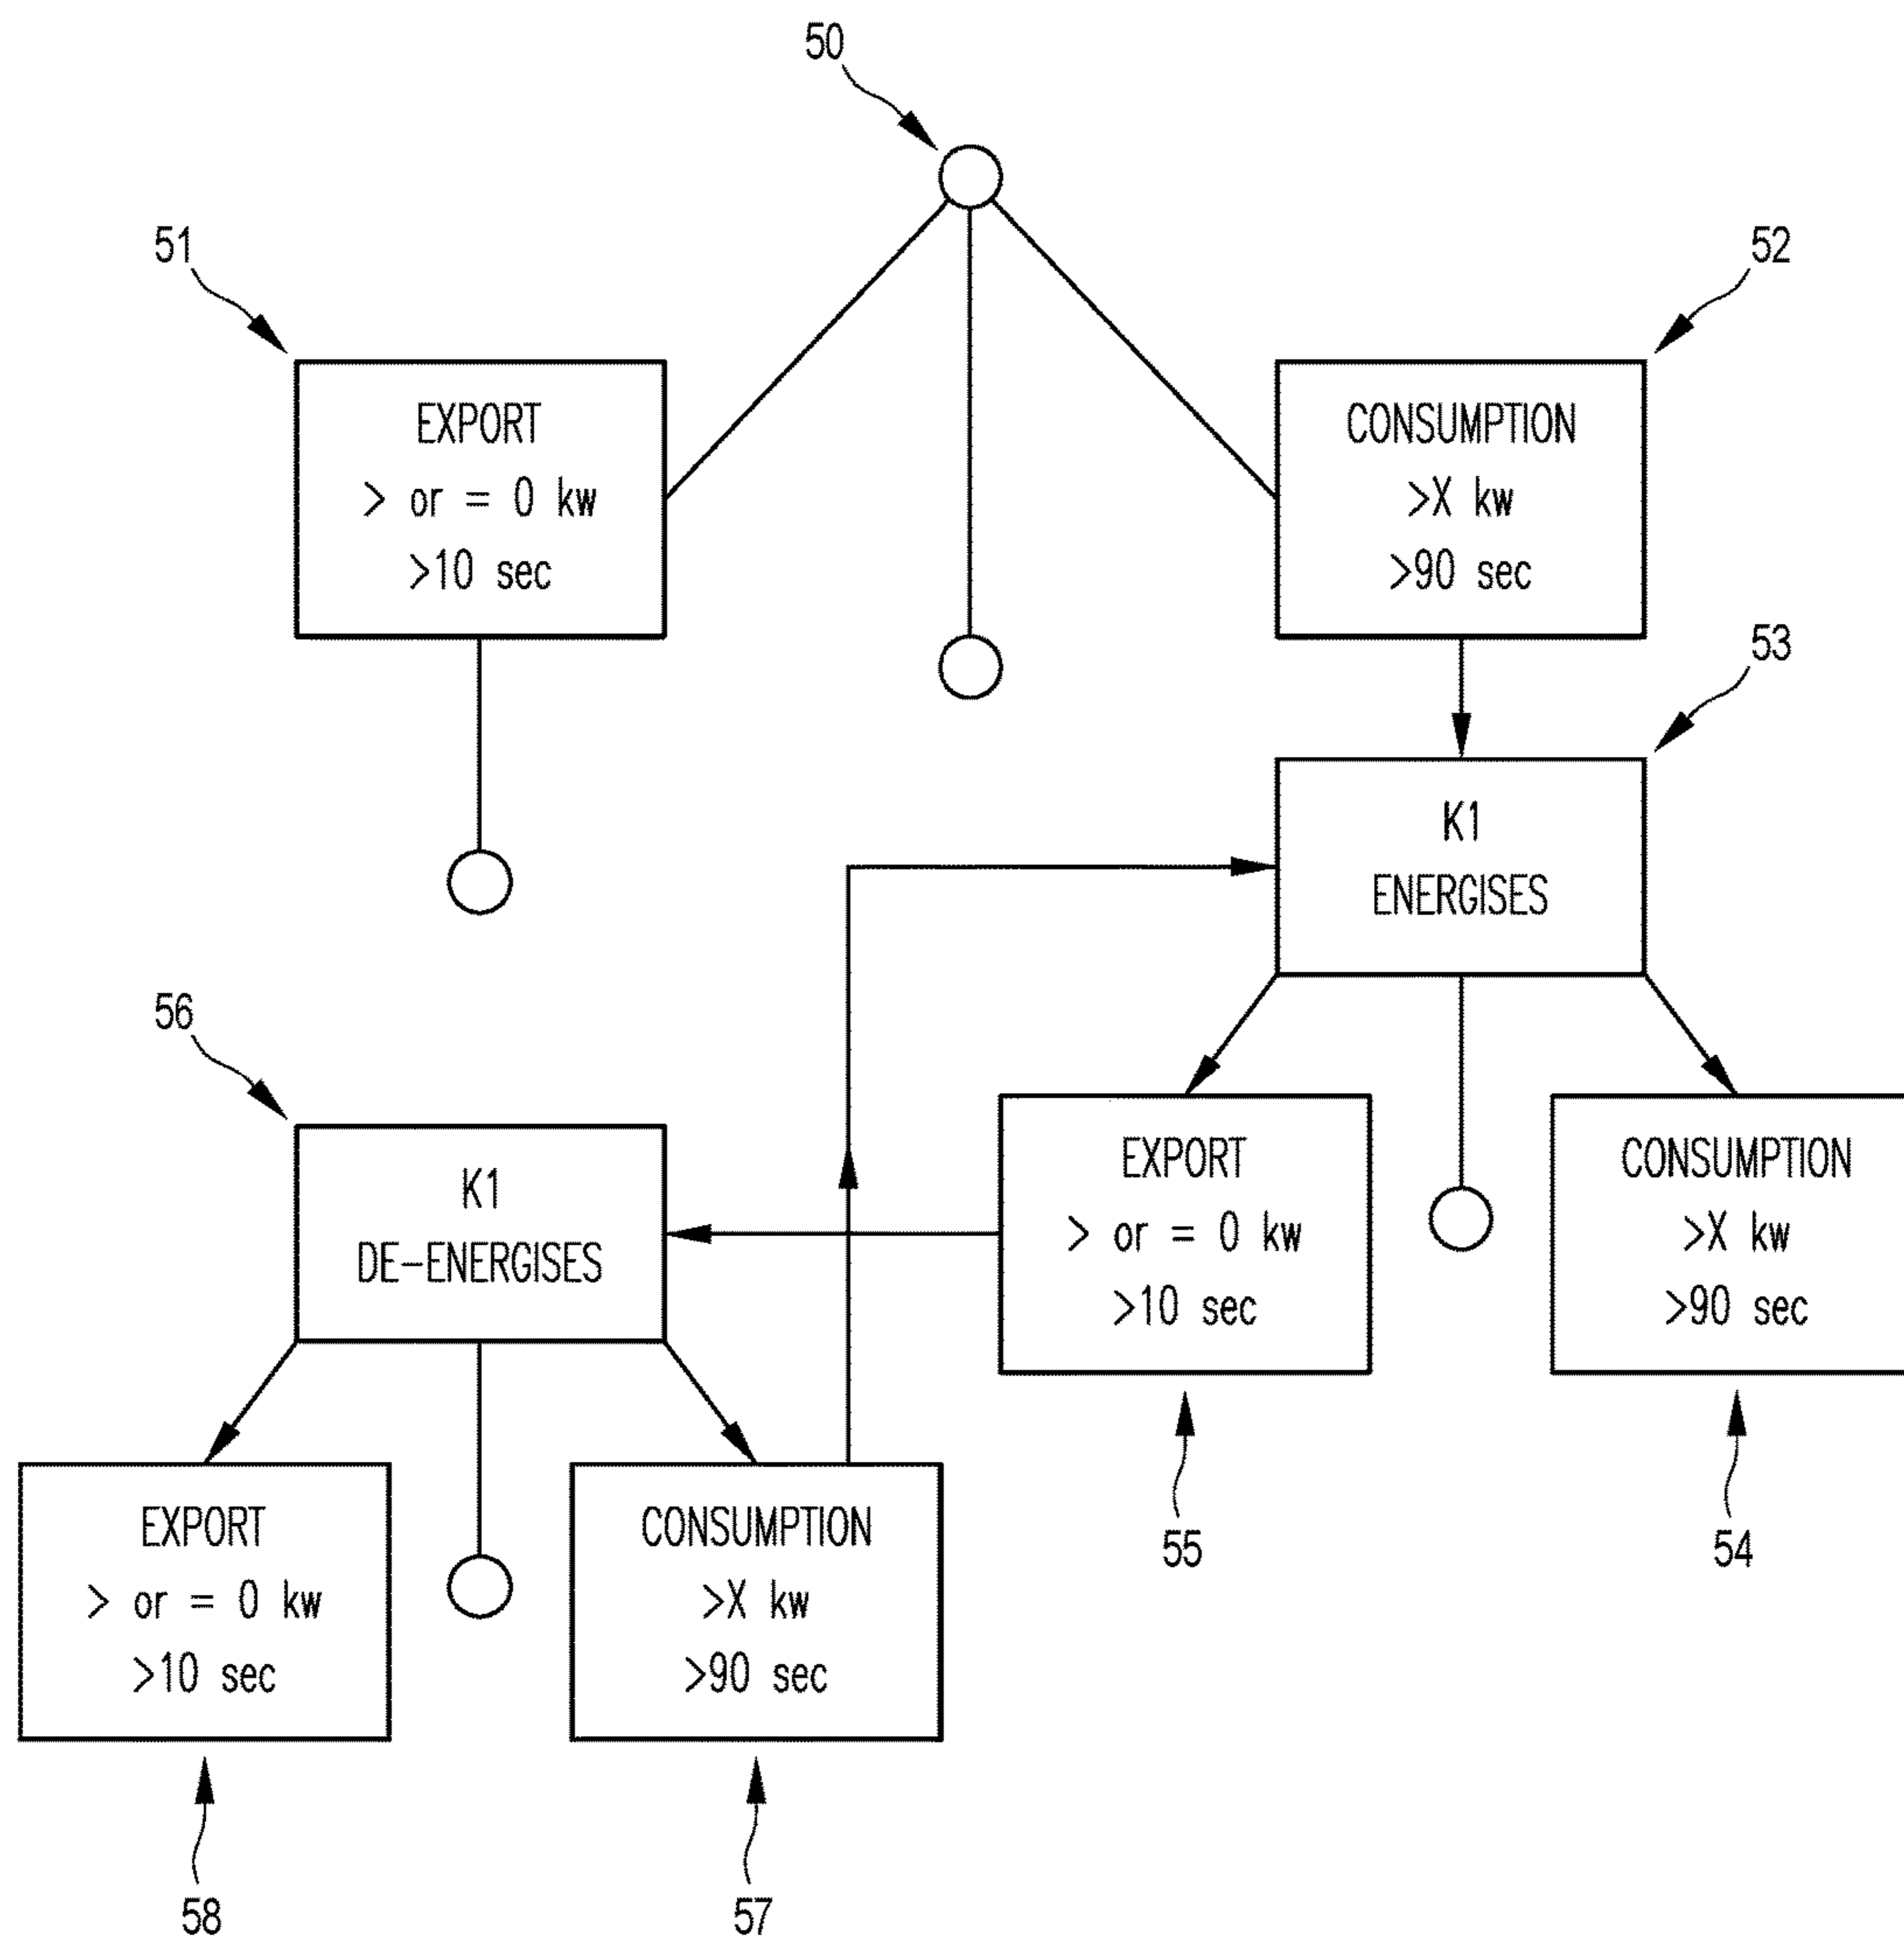 50
51
52
EXPORT
> or = 0 kw
>10 sec
CONSUMPTION
>X kw
>90 sec
53
K1
ENERGISES
56
K1
DE-ENERGISES
EXPORT
> or = 0 kw
>10 sec
CONSUMPTION
>X kw
>90 sec
55
54
EXPORT
> or = 0 kw
>10 sec
CONSUMPTION
>X kw
>90 sec
58
57